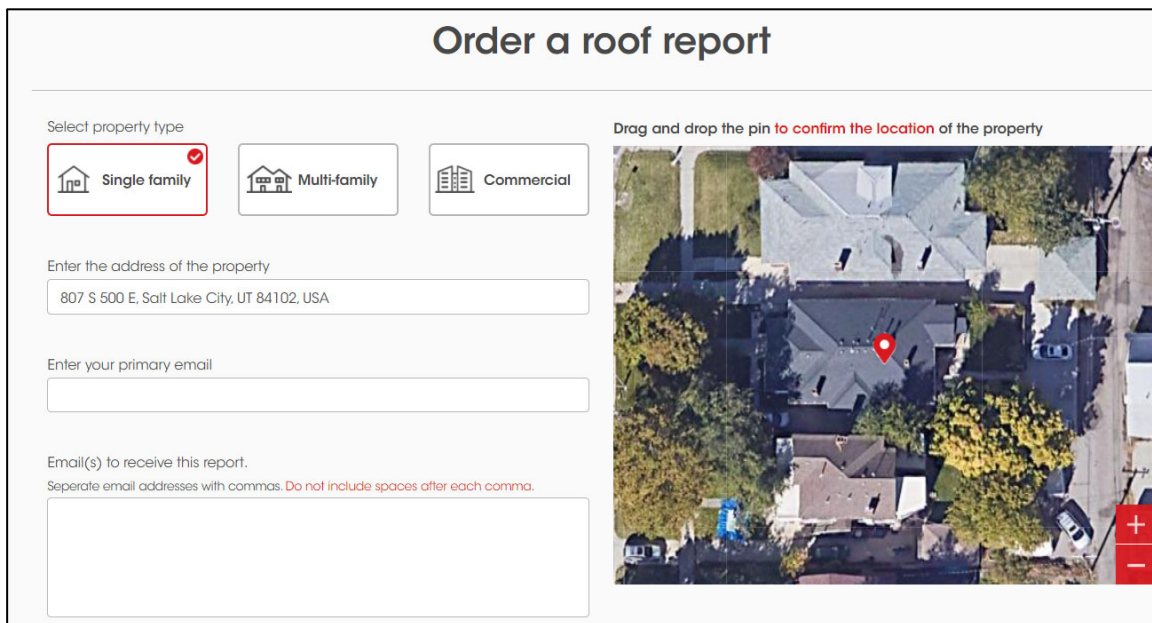 Order a roof report
Select property type
Single family
Multi-family
Commercial
Enter the address of the property
807 S 500 E, Salt Lake City, UT 84102, USA
Enter your primary email
Email(s) to receive this report.
Seperate email addresses with commas. Do not include spaces after each comma.
Drag and drop the pin to confirm the location of the property
+
−